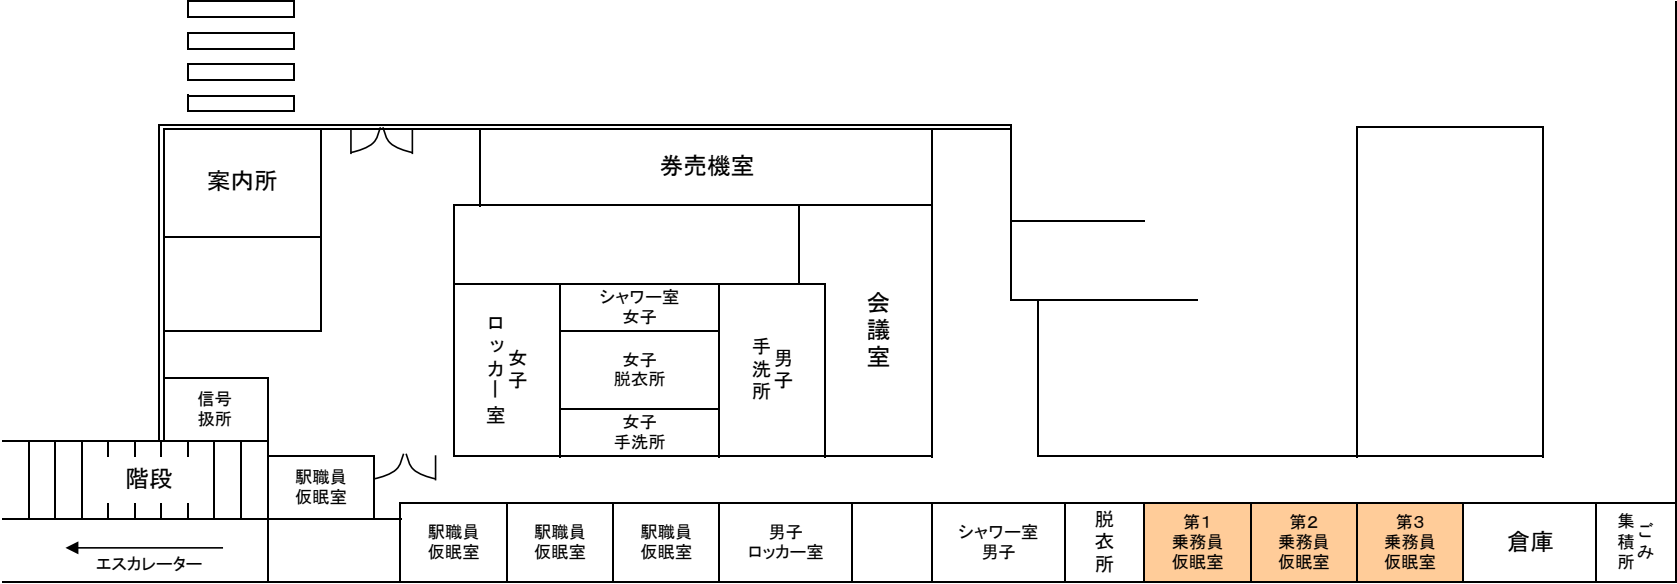 案内所
券売機室
会議室
シャワー室
女子
女子
ロッカー室
女子
脱衣所
男子
手洗所
女子
手洗所
信号
扱所
階段
駅職員
仮眠室
エスカレーター
駅職員
仮眠室
駅職員
仮眠室
駅職員
仮眠室
男子
ロッカー室
シャワー室
男子
脱衣所
第1
乗務員
仮眠室
第2
乗務員
仮眠室
第3
乗務員
仮眠室
倉庫
ごみ
集積所